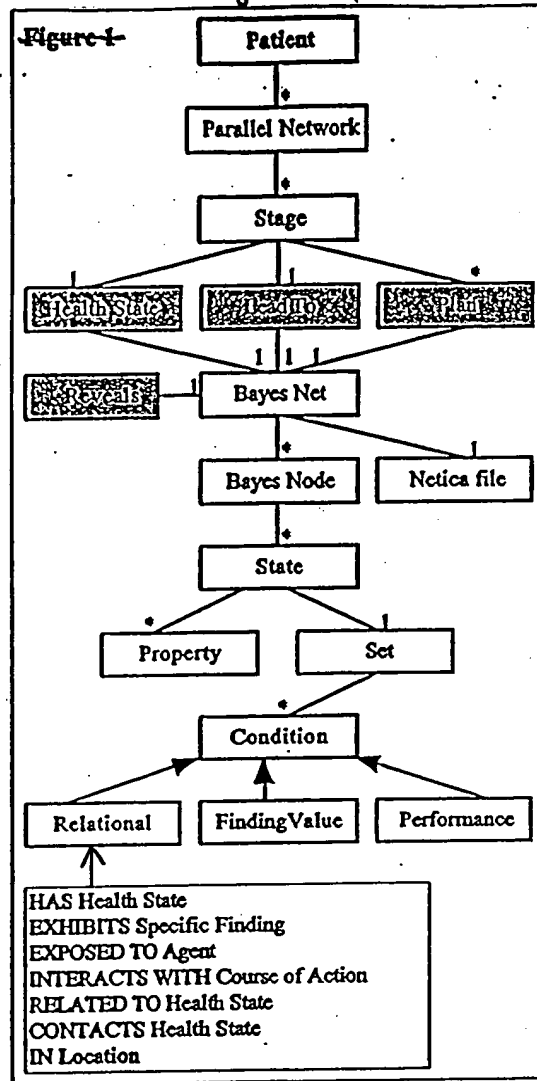 Figure 1
Patient
*
Parallel Network
*
Stage
1 1 *
Health State LeadTo Plan
1 1 1
Reveals 1 Bayes Net
* 1
Bayes Node Netica file
*
State
* 1
Property Set
*
Condition
Relational FindingValue Performance
HAS Health State
EXHIBITS Specific Finding
EXPOSED TO Agent
INTERACTS WITH Course of Action
RELATED TO Health State
CONTACTS Health State
IN Location